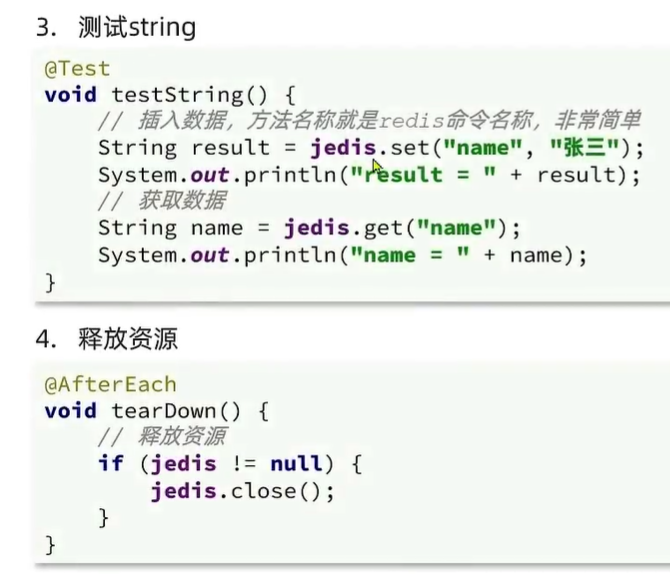 3. 测试string
@Test
void testString() {
    // 插入数据，方法名称就是redis命令名称，非常简单
    String result = jedis.set("name", "张三");
    System.out.println("result = " + result);
    // 获取数据
    String name = jedis.get("name");
    System.out.println("name = " + name);
}
4. 释放资源
@AfterEach
void tearDown() {
    // 释放资源
    if (jedis != null) {
        jedis.close();
    }
}